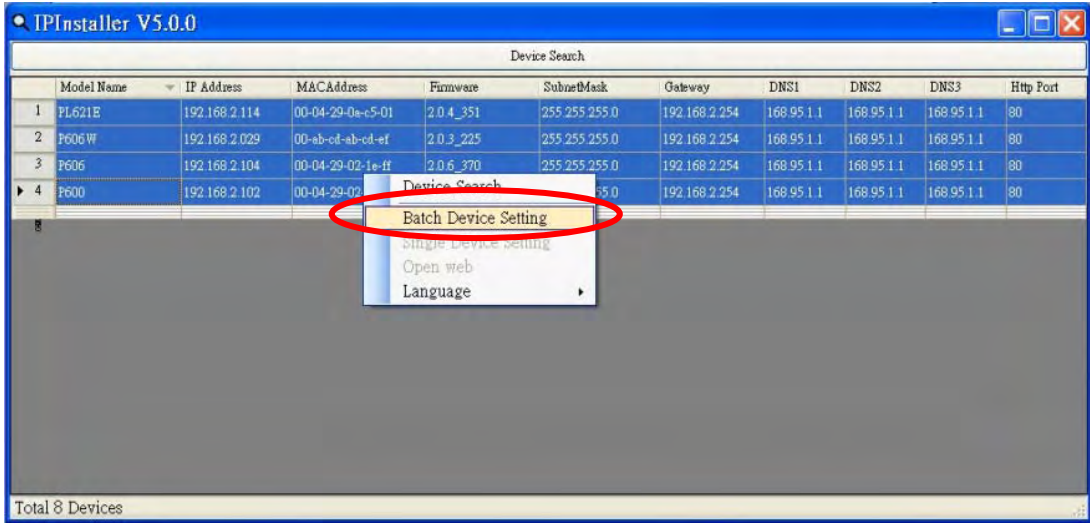 IPInstaller V5.0.0
Device Search
Model Name IP Address MACAddress Firmware SubnetMask Gateway DNS1 DNS2 DNS3 Http Port
1 PL621E 192.168.2.114 00-04-29-0a-c5-01 2.0.4_351 255.255.255.0 192.168.2.254 168.95.1.1 168.95.1.1 168.95.1.1 80
2 P606W 192.168.2.029 00-ab-cd-ab-cd-ef 2.0.3_225 255.255.255.0 192.168.2.254 168.95.1.1 168.95.1.1 168.95.1.1 80
3 P606 192.168.2.104 00-04-29-02-1e-ff 2.0.6_370 255.255.255.0 192.168.2.254 168.95.1.1 168.95.1.1 168.95.1.1 80
4 P600 192.168.2.102 00-04-29-02 55.0 192.168.2.254 168.95.1.1 168.95.1.1 168.95.1.1 80
Device Search
Batch Device Setting
Single Device Setting
Open web
Language
Total 8 Devices